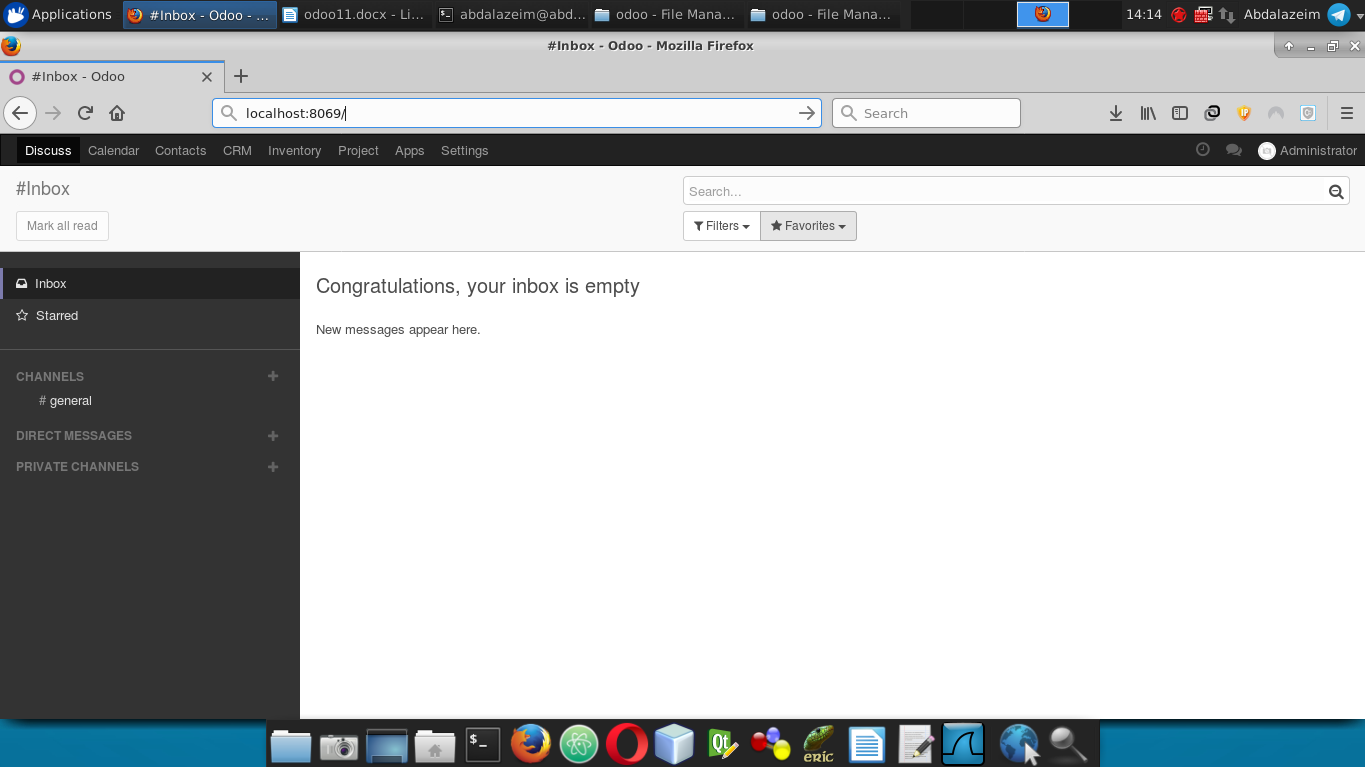 Applications #Inbox - Odoo - ... odoo11.docx - Li... abdalazeim@abd... odoo - File Mana... odoo - File Mana... 14:14 Abdalazeim
#Inbox - Odoo - Mozilla Firefox
#Inbox - Odoo
localhost:8069/ Search
Discuss Calendar Contacts CRM Inventory Project Apps Settings Administrator
#Inbox
Search...
Mark all read Filters Favorites
Inbox
Starred
Congratulations, your inbox is empty
New messages appear here.
CHANNELS
# general
DIRECT MESSAGES
PRIVATE CHANNELS
$_
Qt
eric